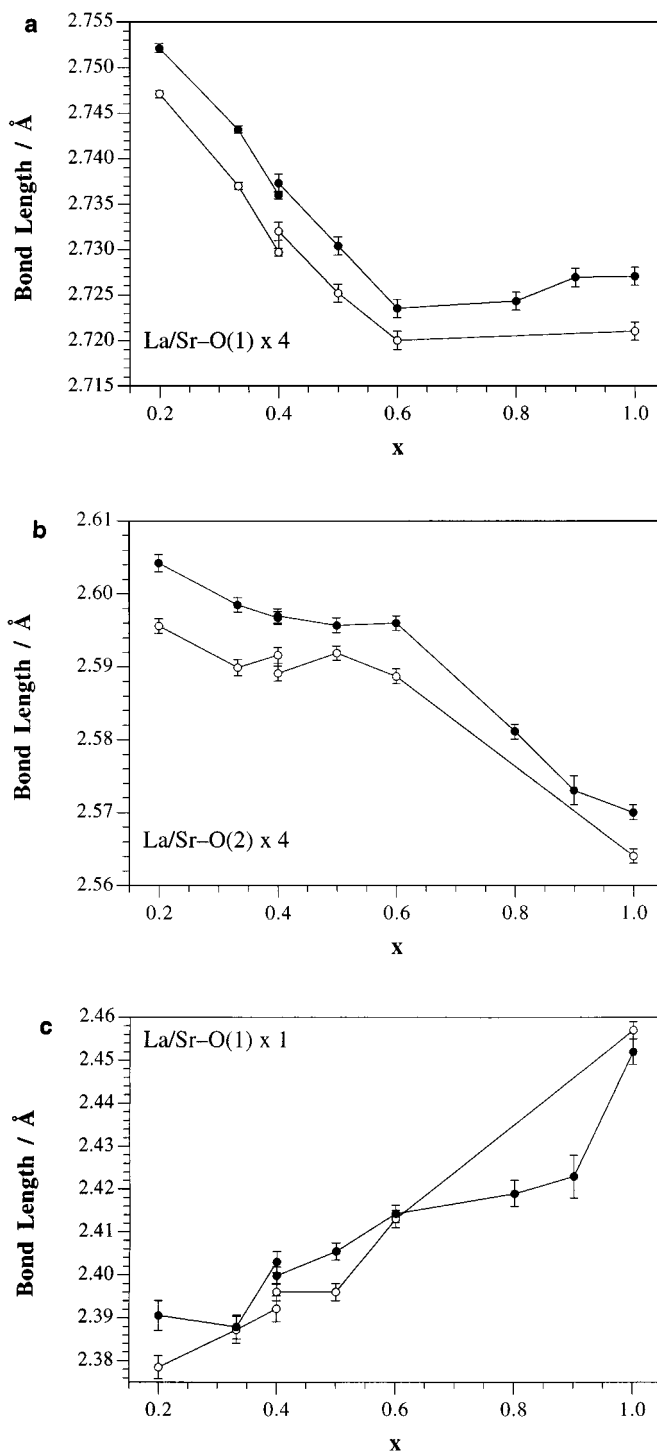 a
2.755
2.750
2.745
2.740
2.735
2.730
2.725
2.720
2.715
Bond Length / Å
La/Sr–O(1) x 4
0.2 0.4 0.6 0.8 1.0
x
b
2.61
2.60
2.59
2.58
2.57
2.56
Bond Length / Å
La/Sr–O(2) x 4
0.2 0.4 0.6 0.8 1.0
x
c
2.46
2.45
2.44
2.43
2.42
2.41
2.40
2.39
2.38
Bond Length / Å
La/Sr–O(1) x 1
0.2 0.4 0.6 0.8 1.0
x